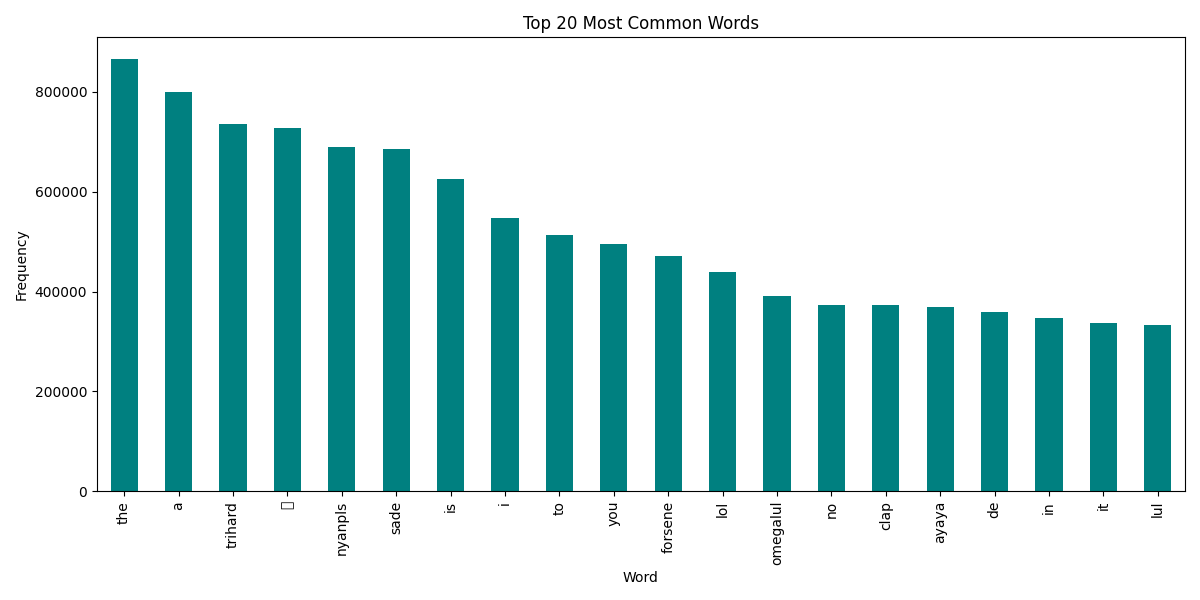 Top 20 Most Common Words
Frequency
800000
600000
400000
200000
0
the
a
trihard
nyanpls
sade
is
i
to
you
forsene
lol
omegalul
no
clap
ayaya
de
in
it
lul
Word